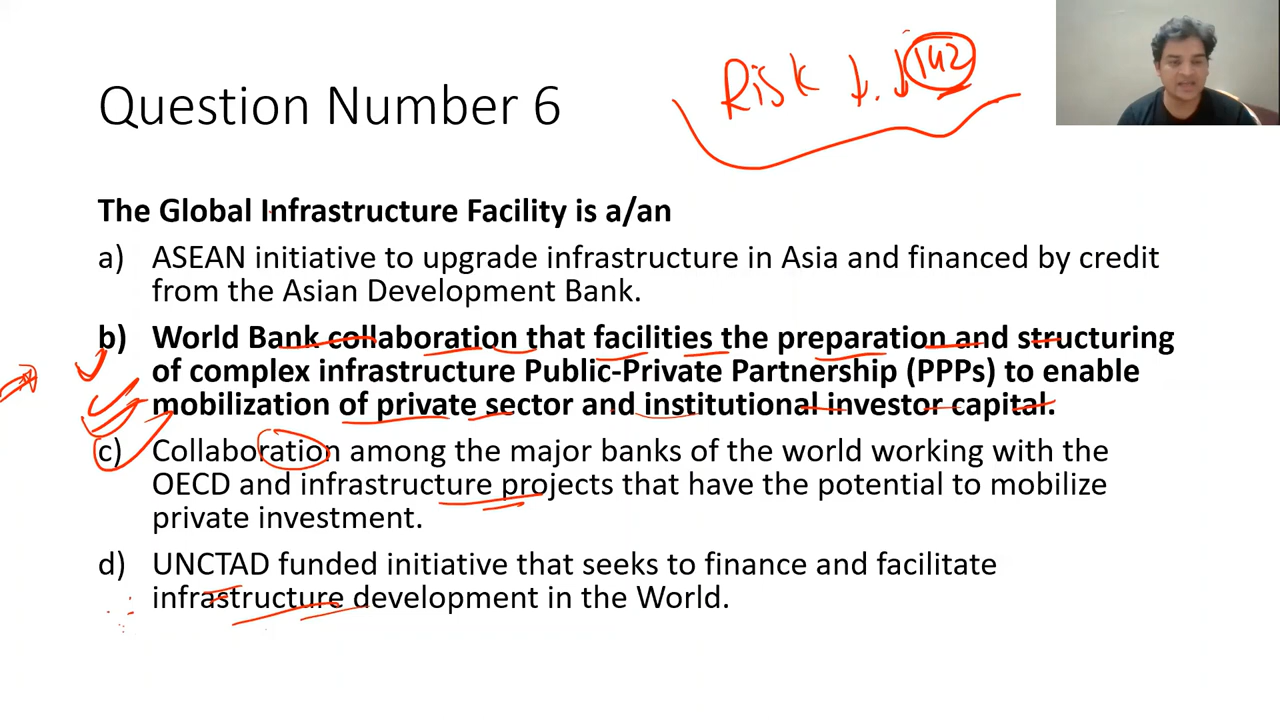 Risk ↓. ↓ 142
Question Number 6
The Global Infrastructure Facility is a/an
a) ASEAN initiative to upgrade infrastructure in Asia and financed by credit
from the Asian Development Bank.
b) World Bank collaboration that facilities the preparation and structuring
of complex infrastructure Public-Private Partnership (PPPs) to enable
mobilization of private sector and institutional investor capital.
c) Collaboration among the major banks of the world working with the
OECD and infrastructure projects that have the potential to mobilize
private investment.
d) UNCTAD funded initiative that seeks to finance and facilitate
infrastructure development in the World.